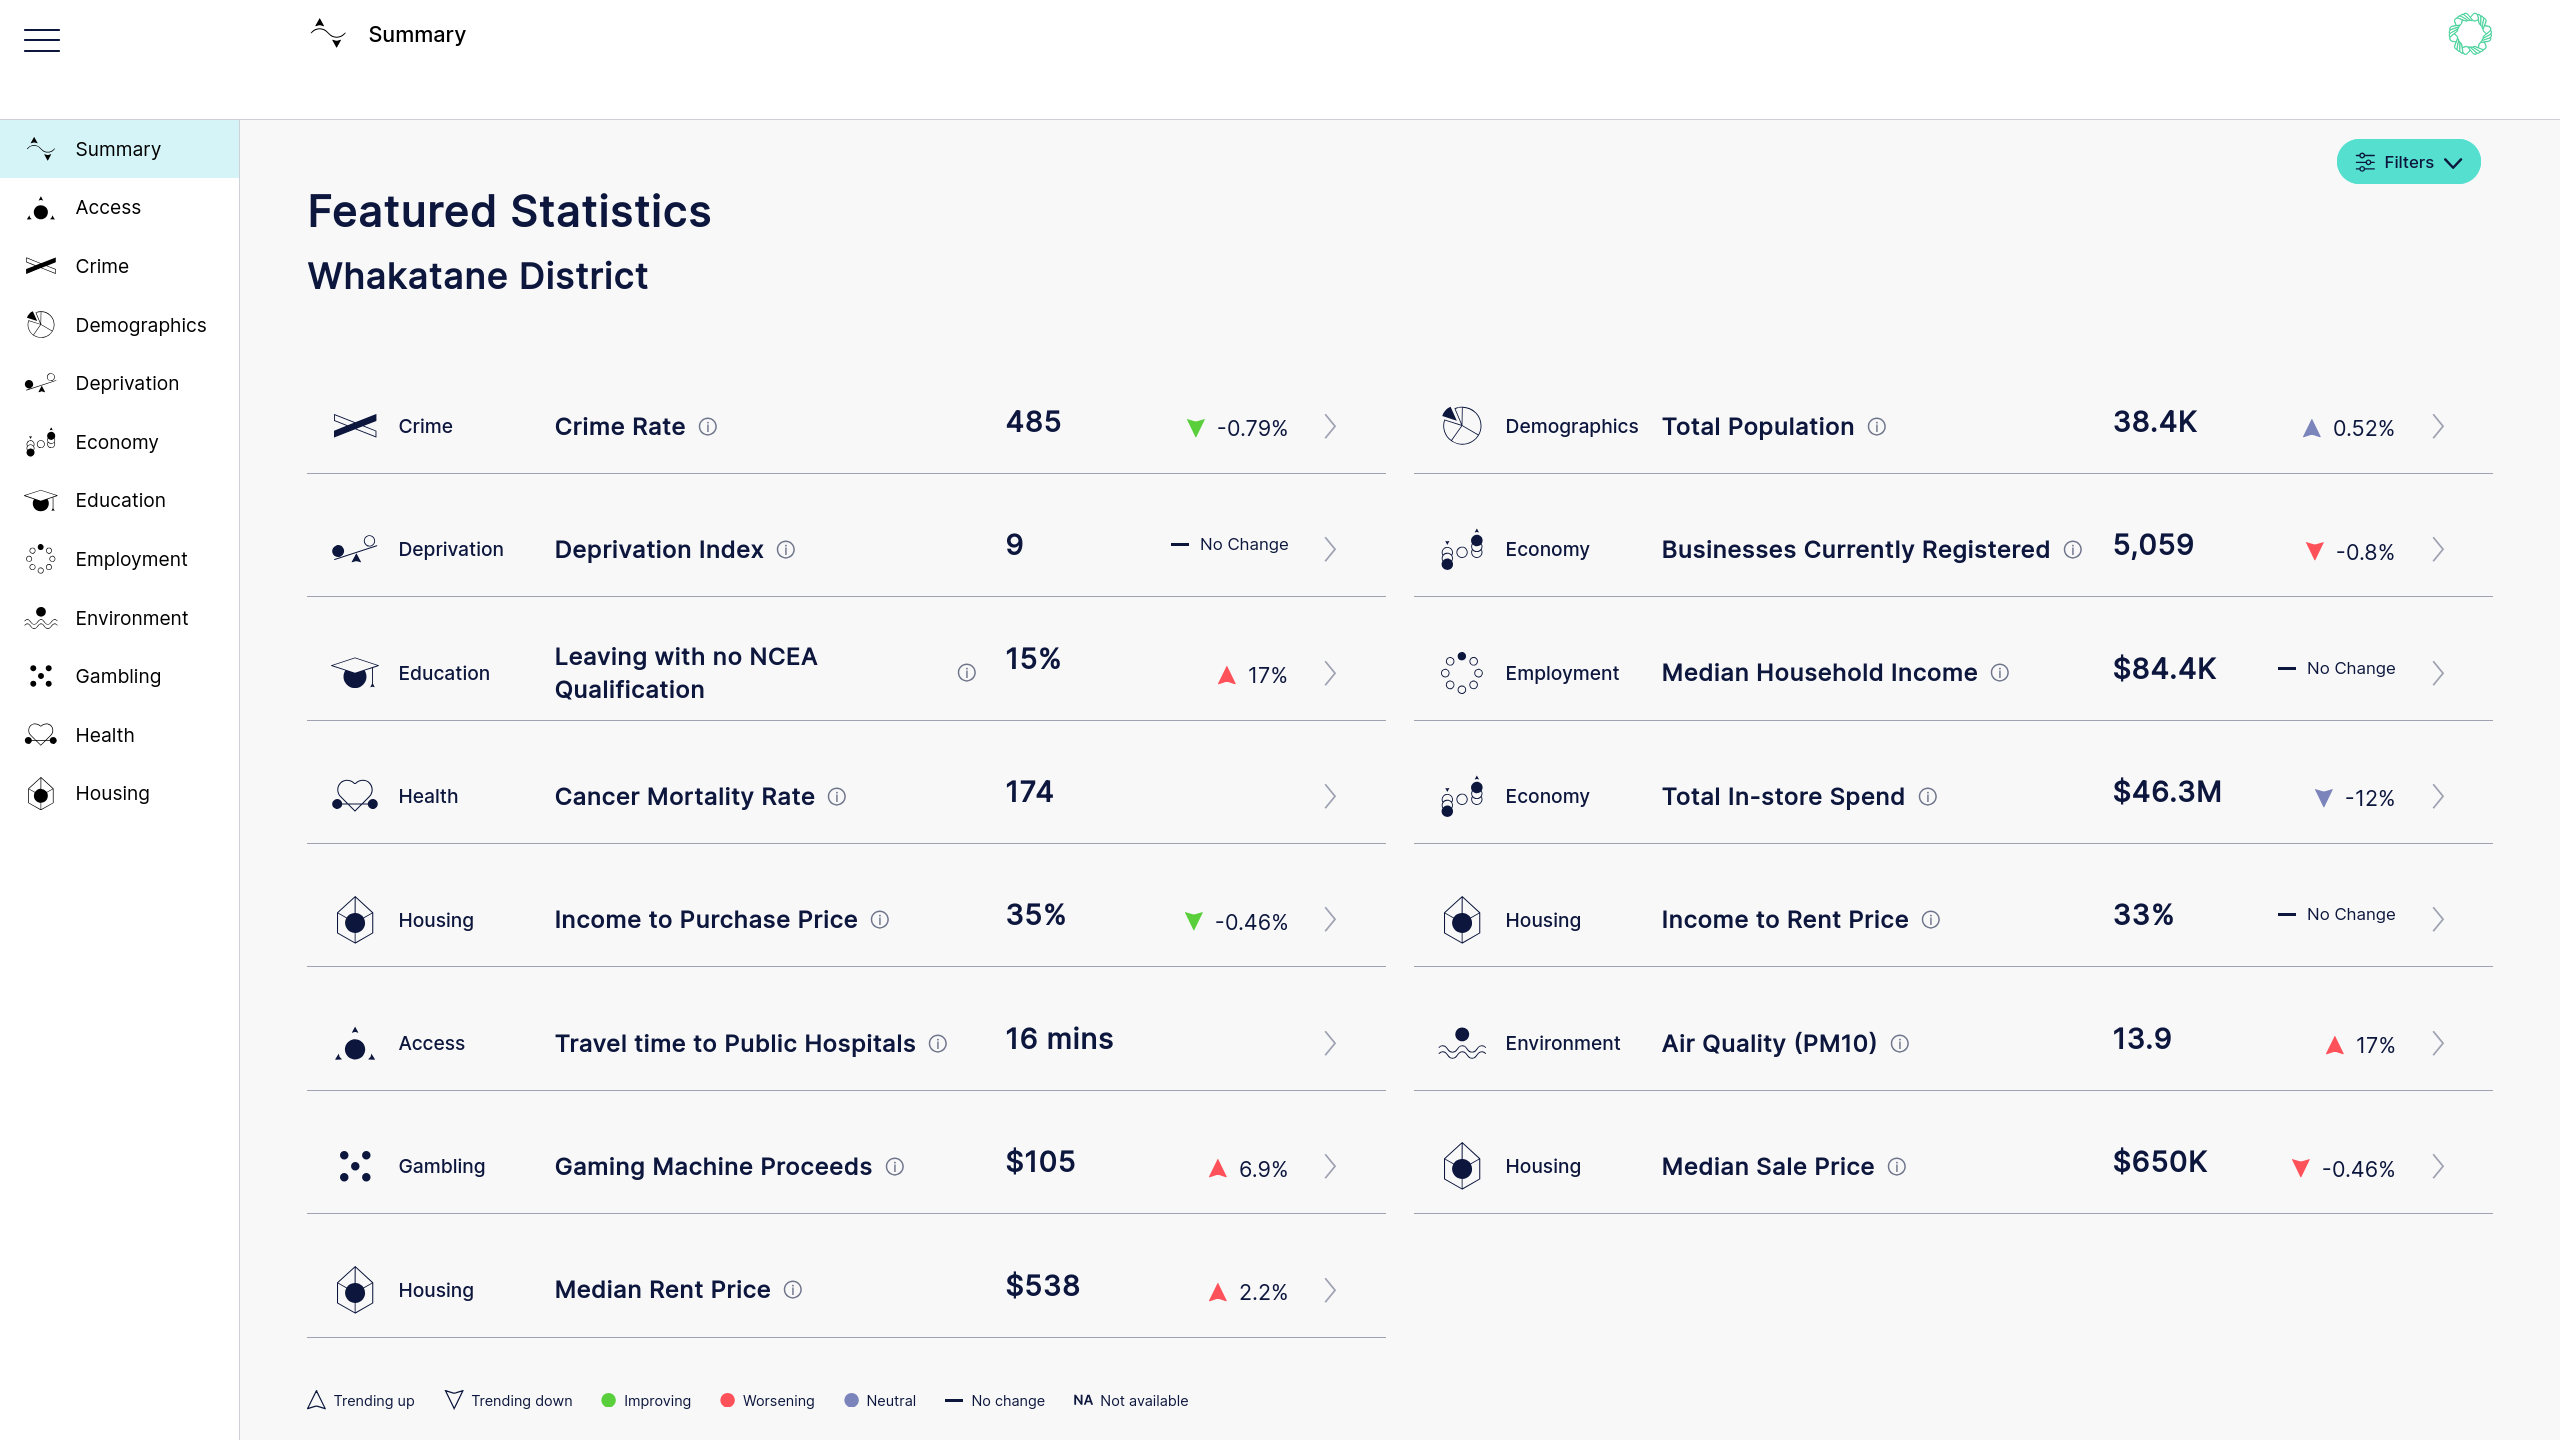 Summary
Summary
Access
Crime
Demographics
Deprivation
Economy
Education
Employment
Environment
Gambling
Health
Housing
Filters
Featured Statistics
Whakatane District
Crime Crime Rate 485 -0.79%
Demographics Total Population 38.4K 0.52%
Deprivation Deprivation Index 9 No Change
Economy Businesses Currently Registered 5,059 -0.8%
Education Leaving with no NCEA
Qualification 15% 17%
Employment Median Household Income $84.4K No Change
Health Cancer Mortality Rate 174
Economy Total In-store Spend $46.3M -12%
Housing Income to Purchase Price 35% -0.46%
Housing Income to Rent Price 33% No Change
Access Travel time to Public Hospitals 16 mins
Environment Air Quality (PM10) 13.9 17%
Gambling Gaming Machine Proceeds $105 6.9%
Housing Median Sale Price $650K -0.46%
Housing Median Rent Price $538 2.2%
Trending up Trending down Improving Worsening Neutral No change NA Not available